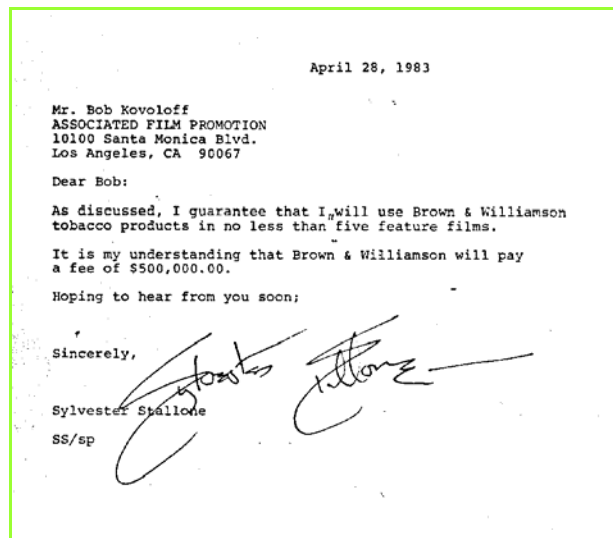 April 28, 1983
Mr. Bob Kovoloff
ASSOCIATED FILM PROMOTION
10100 Santa Monica Blvd.
Los Angeles, CA 90067
Dear Bob:
As discussed, I guarantee that I will use Brown & Williamson
tobacco products in no less than five feature films.
It is my understanding that Brown & Williamson will pay
a fee of $500,000.00.
Hoping to hear from you soon;
Sincerely,
Sylvester Stallone
Sylvester Stallone
SS/sp